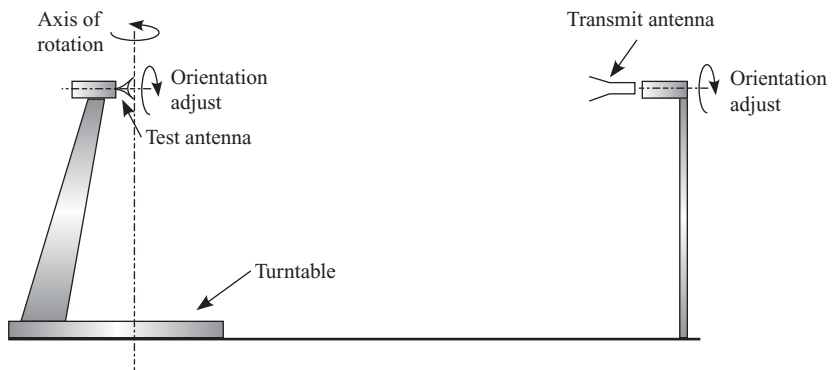 Axis of
rotation
Transmit antenna
Orientation
adjust
Orientation
adjust
Test antenna
Turntable